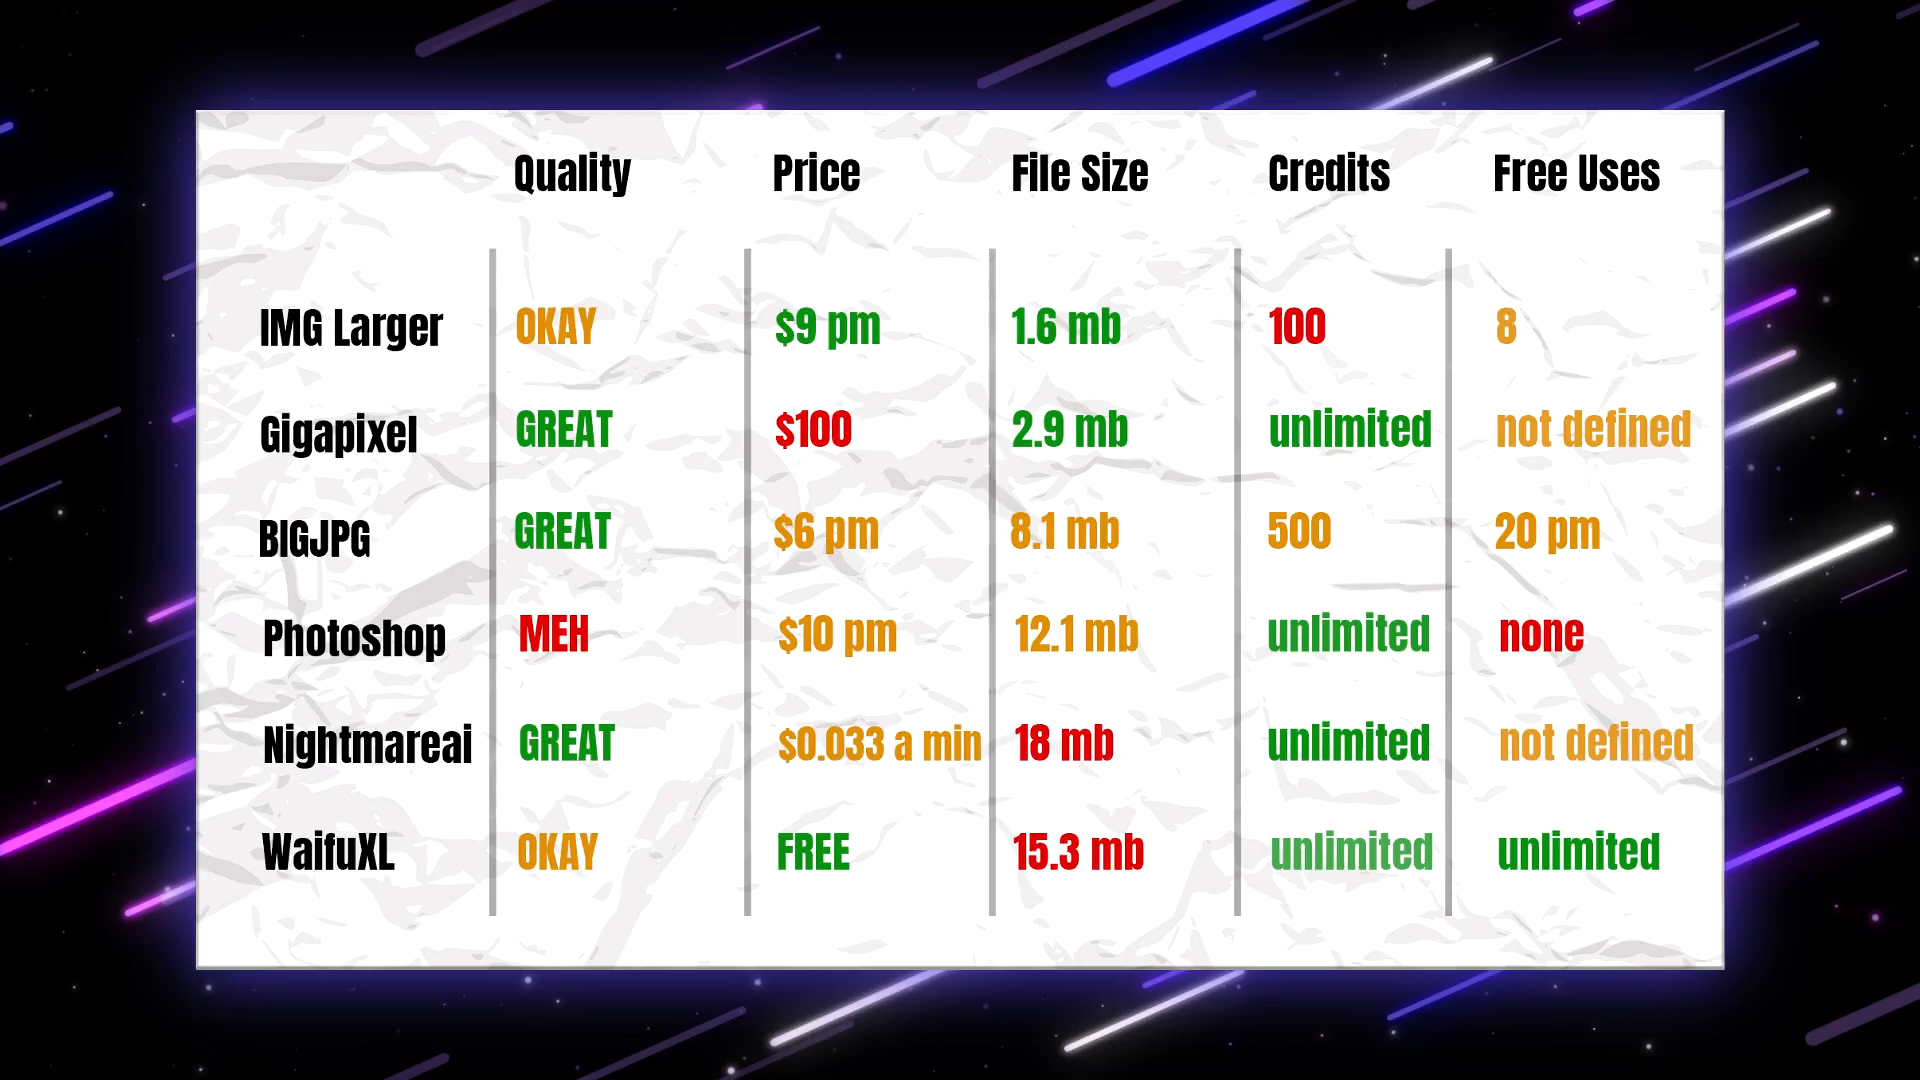 Quality Price File Size Credits Free Uses
IMG Larger OKAY $9 pm 1.6 mb 100 8
Gigapixel GREAT $100 2.9 mb unlimited not defined
BIGJPG GREAT $6 pm 8.1 mb 500 20 pm
Photoshop MEH $10 pm 12.1 mb unlimited none
Nightmareai GREAT $0.033 a min 18 mb unlimited not defined
WaifuXL OKAY FREE 15.3 mb unlimited unlimited